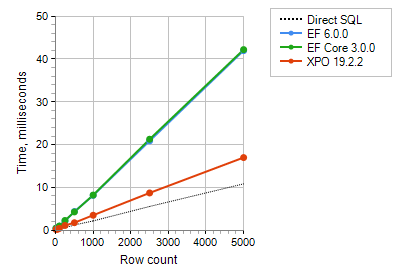 50
40
30
20
10
0
0
1000
2000
3000
4000
5000
Time, milliseconds
Row count
Direct SQL
EF 6.0.0
EF Core 3.0.0
XPO 19.2.2